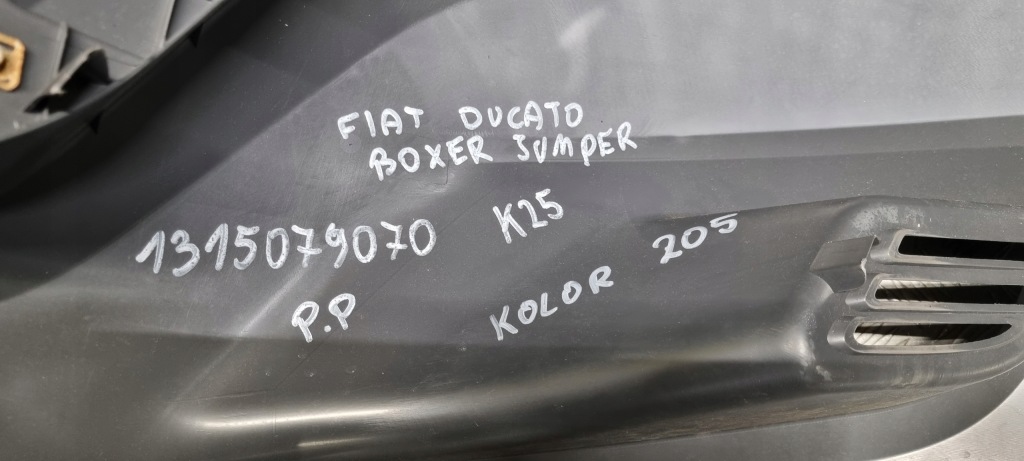 FIAT DUCATO
BOXER JUMPER
1315079070 K25
P.P KOLOR 205